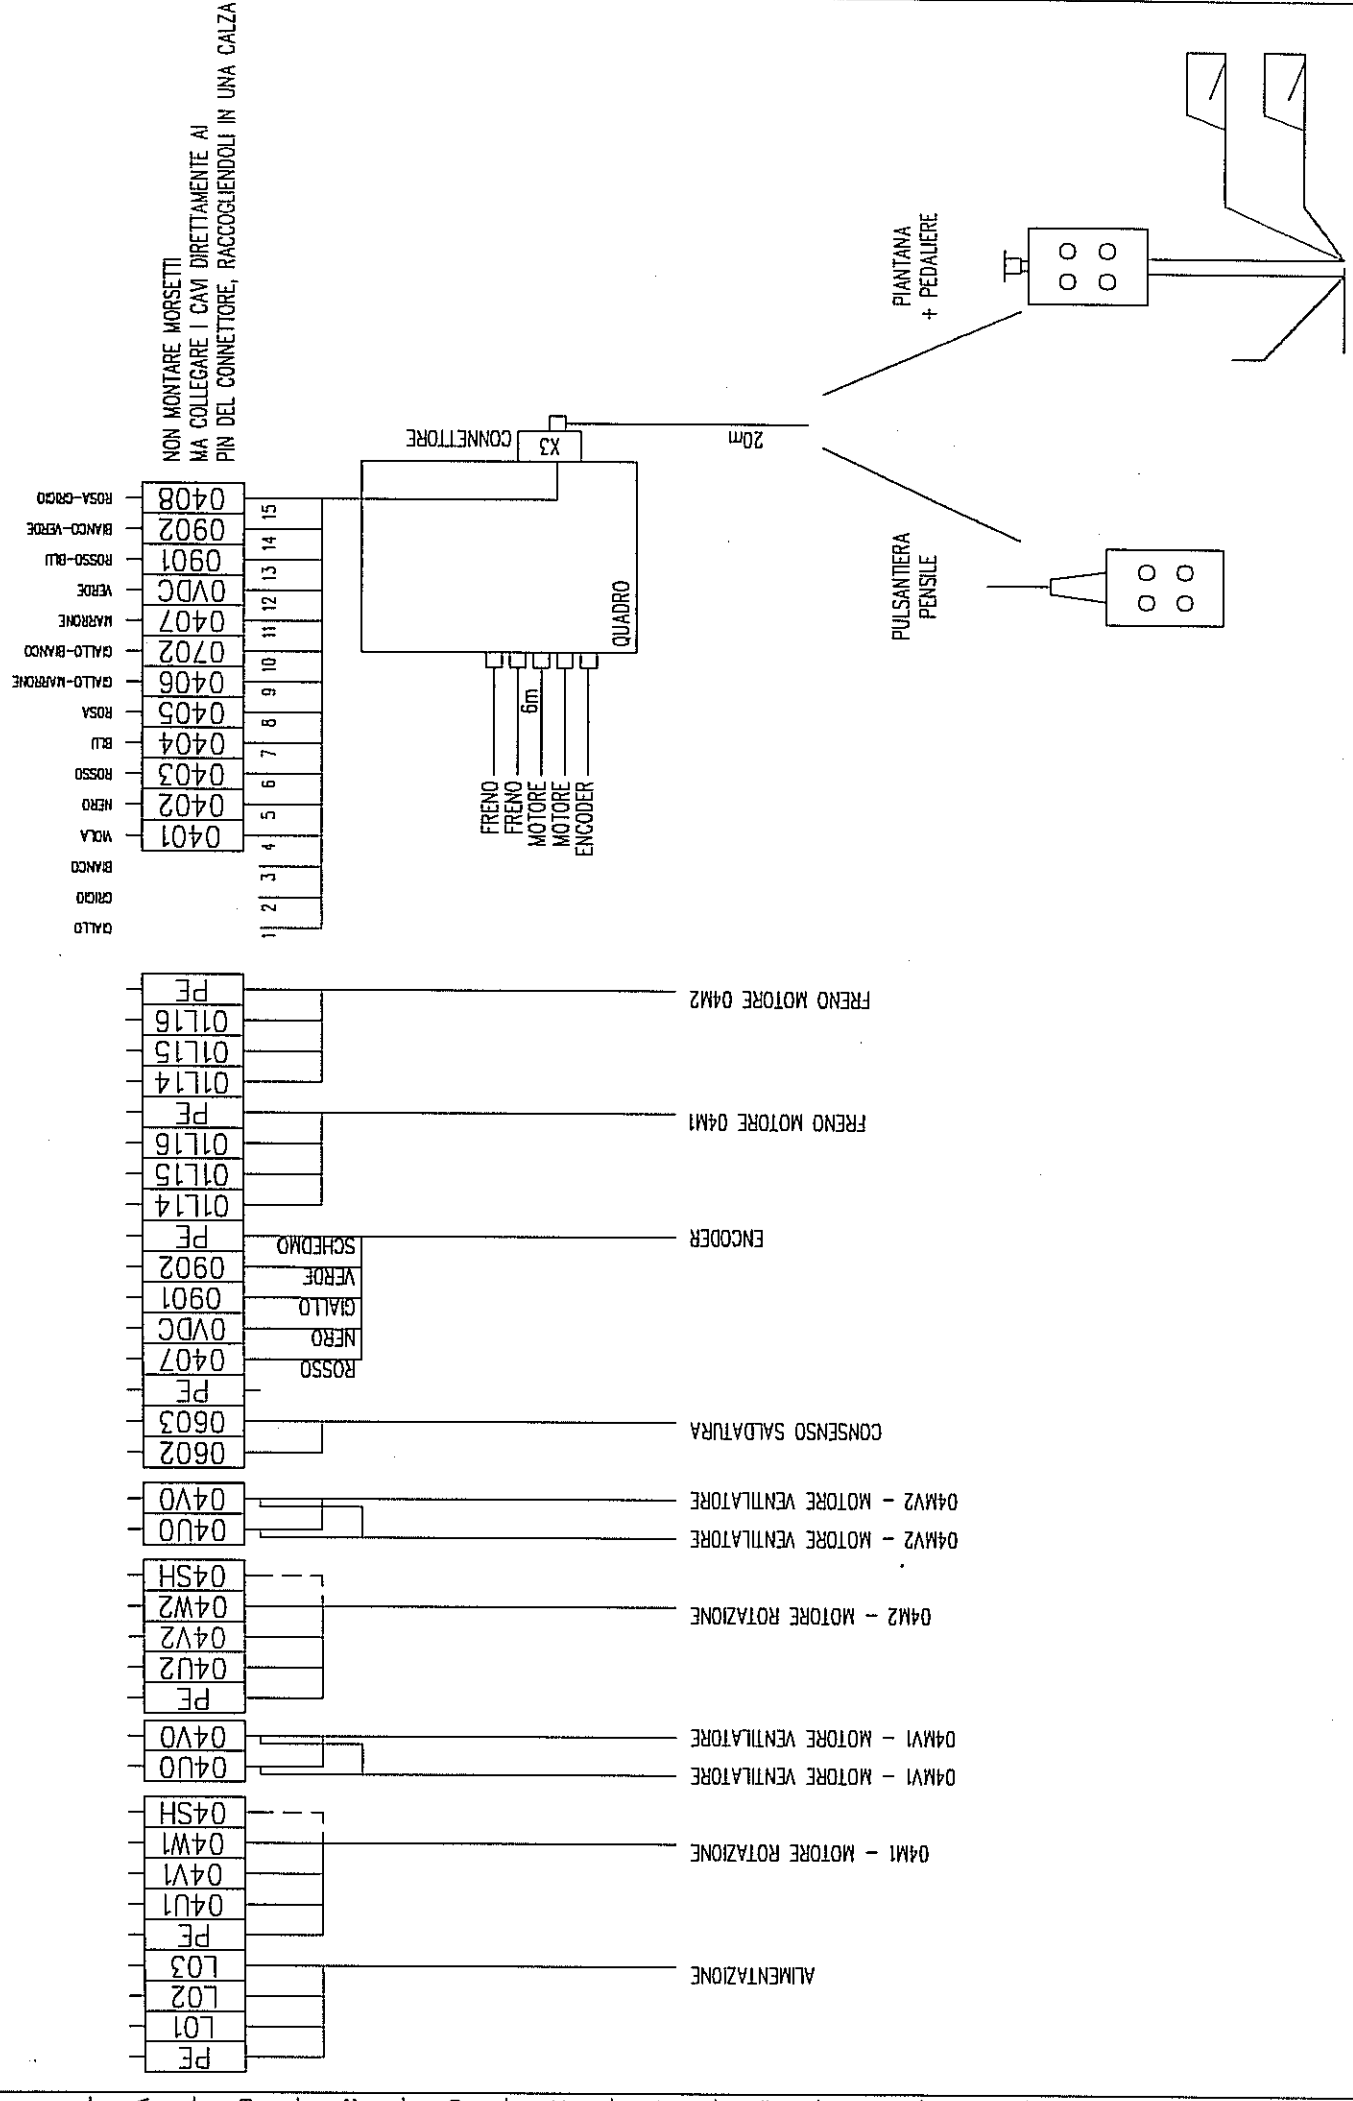 NON MONTARE MORSETTI
MA COLLEGARE I CAVI DIRETTAMENTE AI
PIN DEL CONNETTORE, RACCOGLIENDOLI IN UNA CALZA
ROSA-GRIGIO 0408 15
BIANCO-VERDE 0902 14
ROSSO-BLU 0901 13
VERDE 0VDC 12
MARRONE 0407 11
GIALLO-BIANCO 0702 10
GIALLO-MARRONE 0406 9
ROSA 0405 8
BLU 0404 7
ROSSO 0403 6
NERO 0402 5
VIOLA 0401 4
BIANCO 3
GRIGIO 2
GIALLO 1
CONNETTORE
X3
QUADRO
20m
6m
FRENO
FRENO
MOTORE
MOTORE
ENCODER
PIANTANA
+ PEDALIERE
PULSANTIERA
PENSILE
PE FRENO MOTORE 04M2
01L16
01L15
01L14
PE FRENO MOTORE 04M1
01L16
01L15
01L14
PE SCHEDMO ENCODER
0902 VERDE
0901 GIALLO
0VDC NERO
0407 ROSSO
PE
0603 CONSENSO SALDATURA
0602
04V0 04MV2 - MOTORE VENTILATORE
04U0 04MV2 - MOTORE VENTILATORE
04SH
04W2 04M2 - MOTORE ROTAZIONE
04V2
04U2
PE
04V0 04MV1 - MOTORE VENTILATORE
04U0 04MV1 - MOTORE VENTILATORE
04SH
04W1 04M1 - MOTORE ROTAZIONE
04V1
04U1
PE
L03 ALIMENTAZIONE
L02
L01
PE